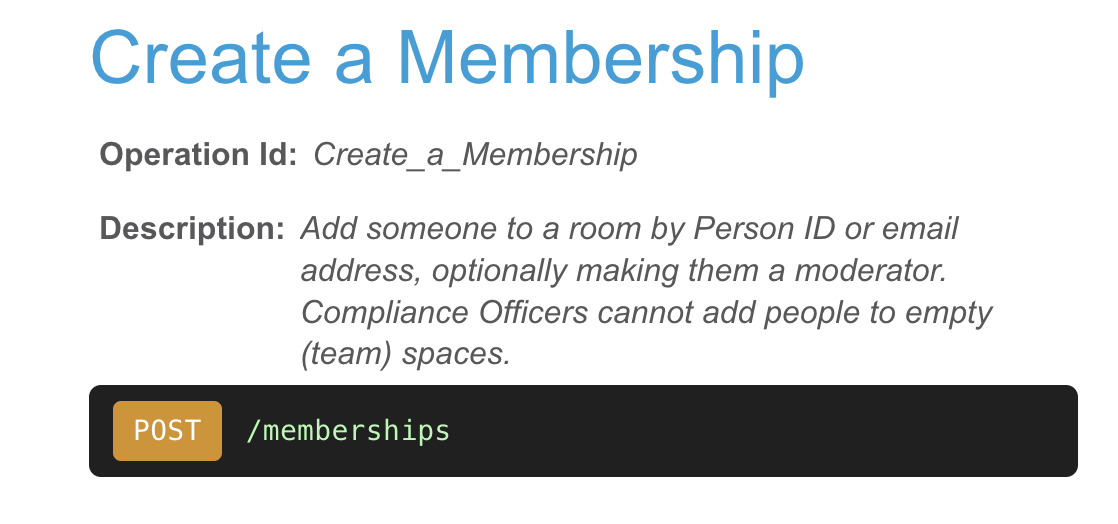 Create a Membership
Operation Id: Create_a_Membership
Description: Add someone to a room by Person ID or email
address, optionally making them a moderator.
Compliance Officers cannot add people to empty
(team) spaces.
POST /memberships